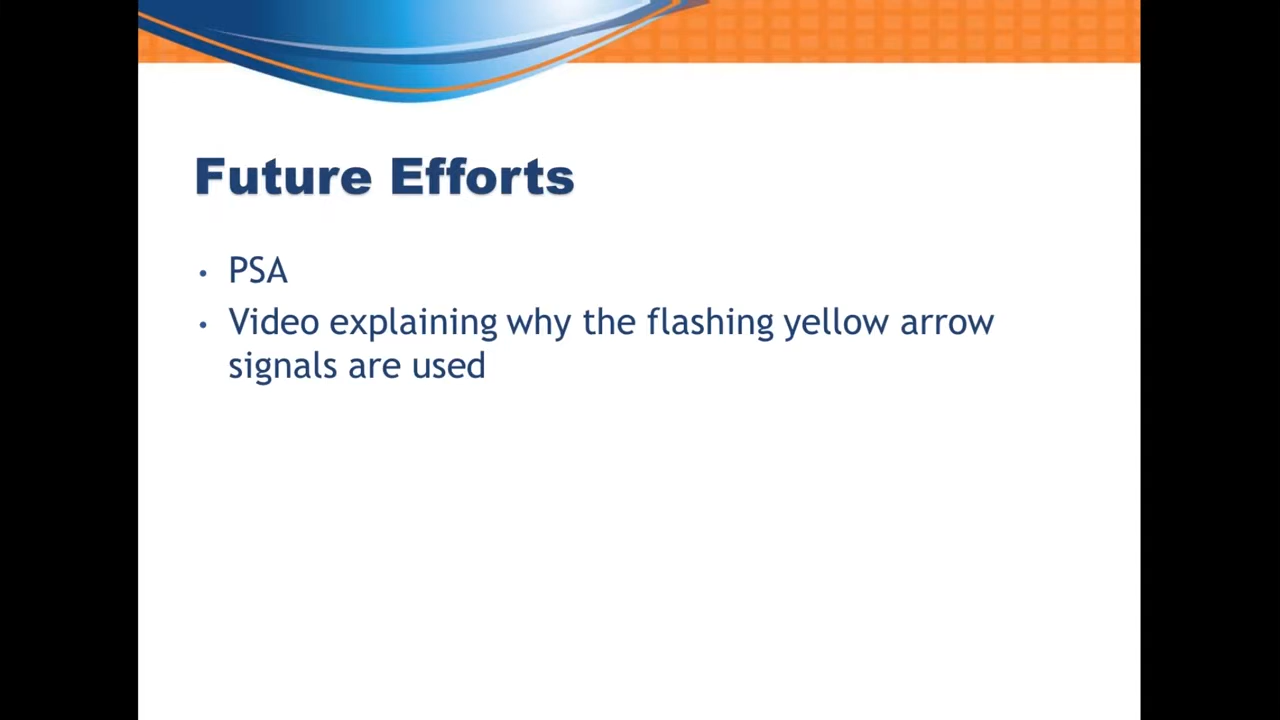 Future Efforts
• PSA
• Video explaining why the flashing yellow arrow
signals are used